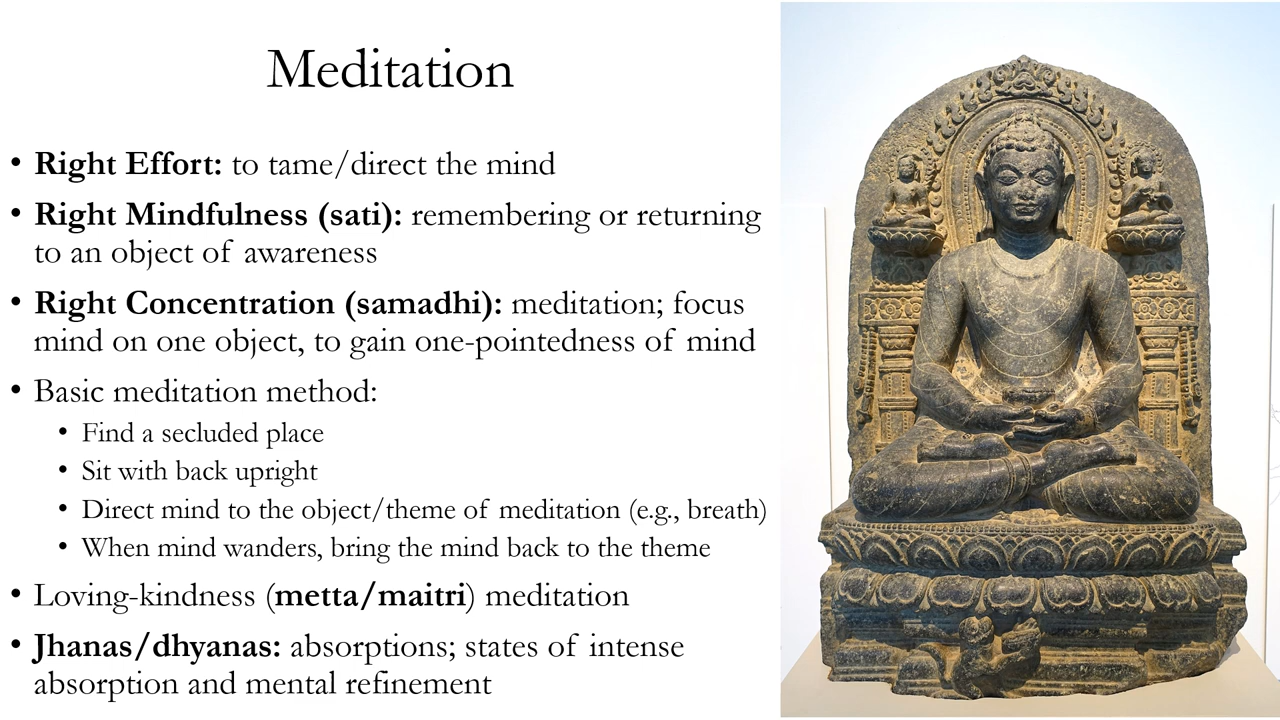 Meditation
• Right Effort: to tame/direct the mind
• Right Mindfulness (sati): remembering or returning
to an object of awareness
• Right Concentration (samadhi): meditation; focus
mind on one object, to gain one-pointedness of mind
• Basic meditation method:
• Find a secluded place
• Sit with back upright
• Direct mind to the object/theme of meditation (e.g., breath)
• When mind wanders, bring the mind back to the theme
• Loving-kindness (metta/maitri) meditation
• Jhanas/dhyanas: absorptions; states of intense
absorption and mental refinement